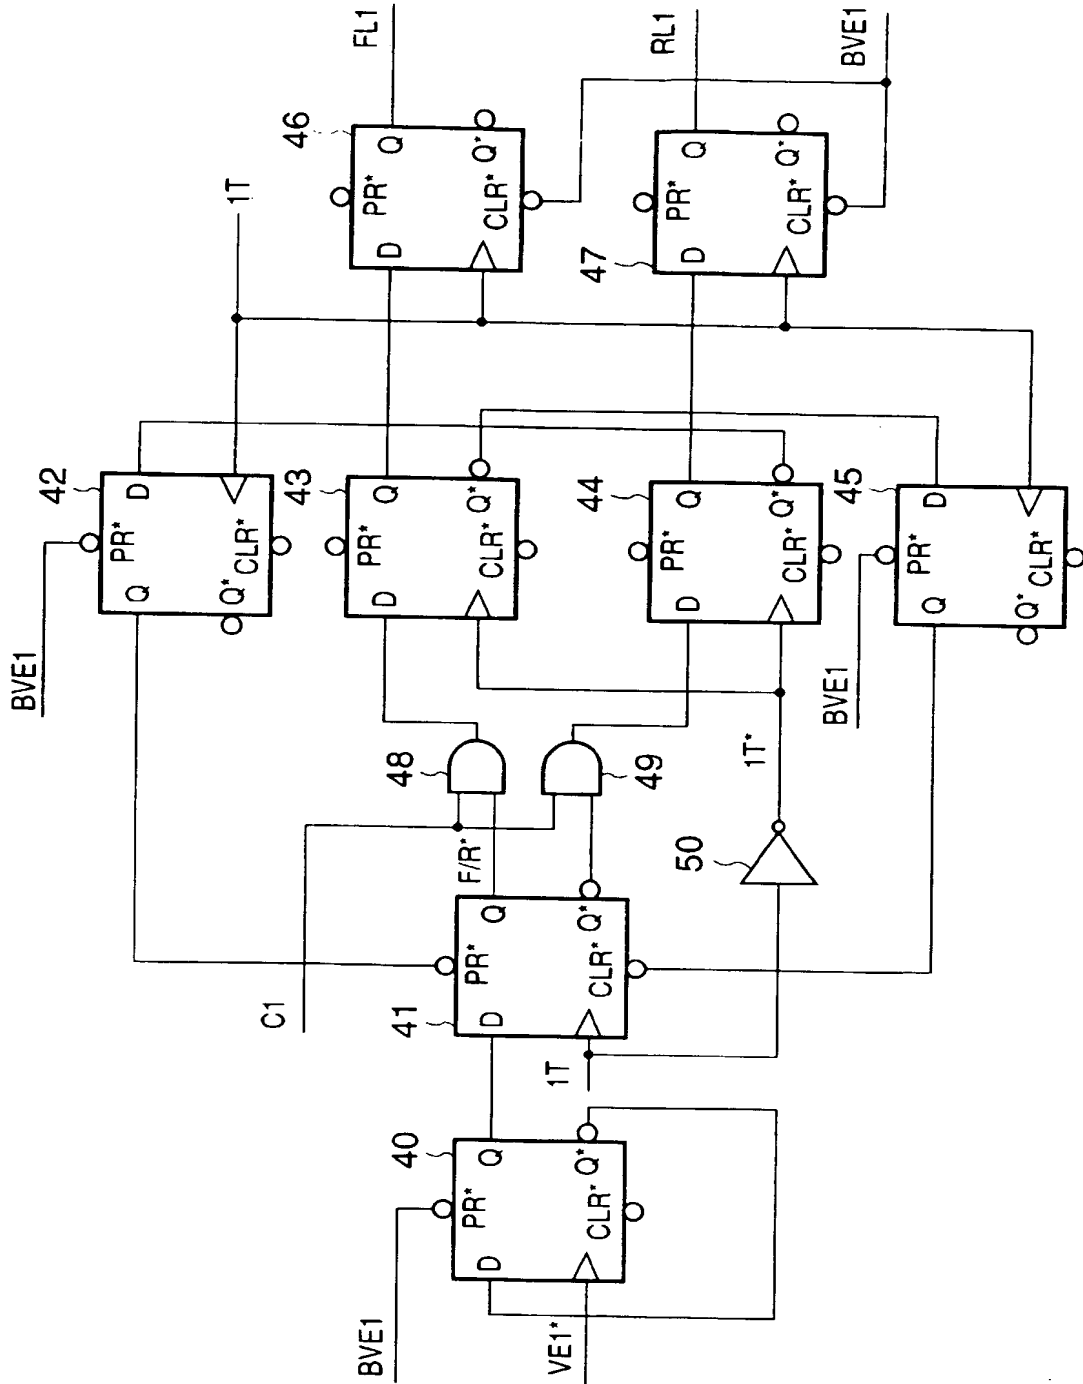 BVE1
42
PR*
Q
D
Q*
CLR*
1T
46
PR*
D
Q
CLR*
Q*
FL1
43
PR*
D
Q
CLR*
Q*
C1
48
F/R*
49
41
PR*
D
Q
CLR*
Q*
1T
50
1T*
BVE1
40
PR*
D
Q
CLR*
Q*
VE1*
44
PR*
D
Q
CLR*
Q*
47
PR*
D
Q
CLR*
Q*
RL1
BVE1
BVE1
45
PR*
Q
D
Q*
CLR*